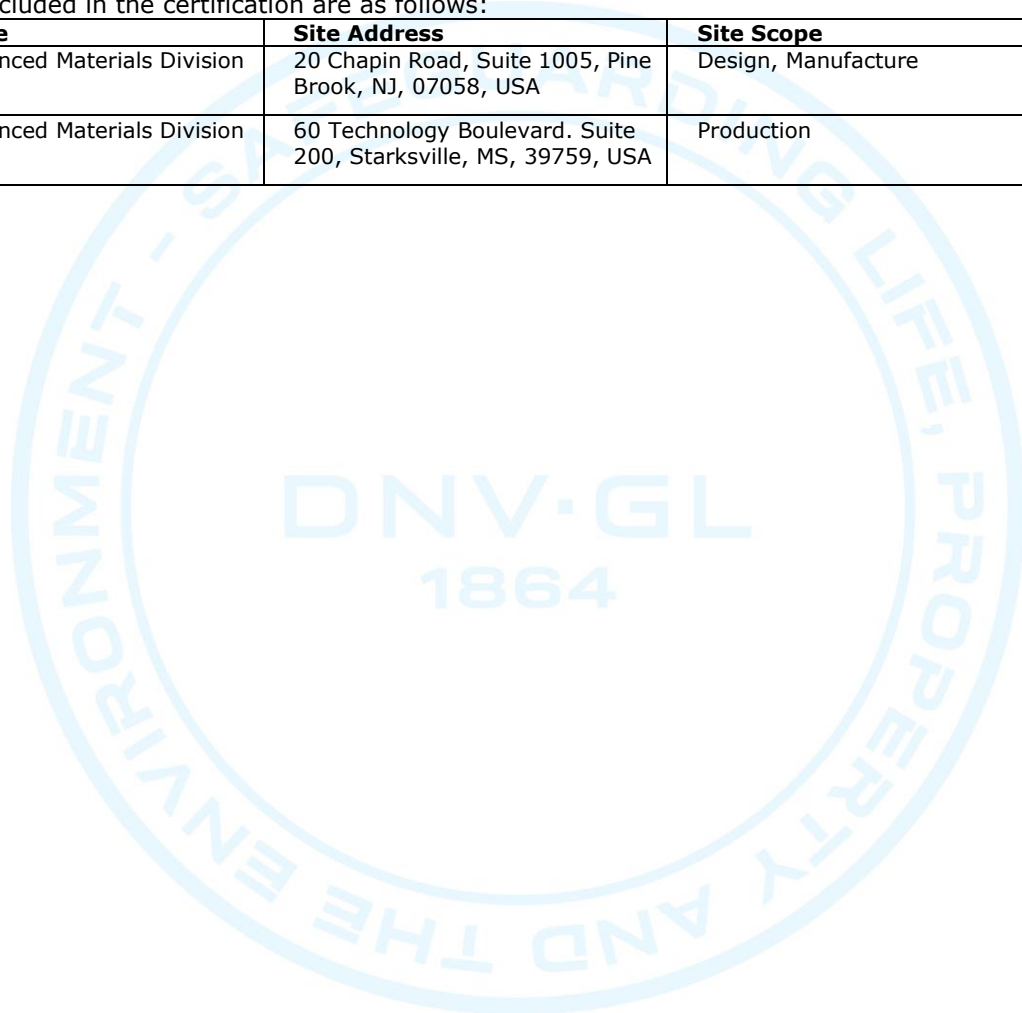 cluded in the certification are as follows:
e Site Address Site Scope
nced Materials Division 20 Chapin Road, Suite 1005, Pine Design, Manufacture
Brook, NJ, 07058, USA
nced Materials Division 60 Technology Boulevard. Suite Production
200, Starksville, MS, 39759, USA
SAFEGUARDING LIFE, PROPERTY AND THE ENVIRONMENT -
DNV·GL
1864